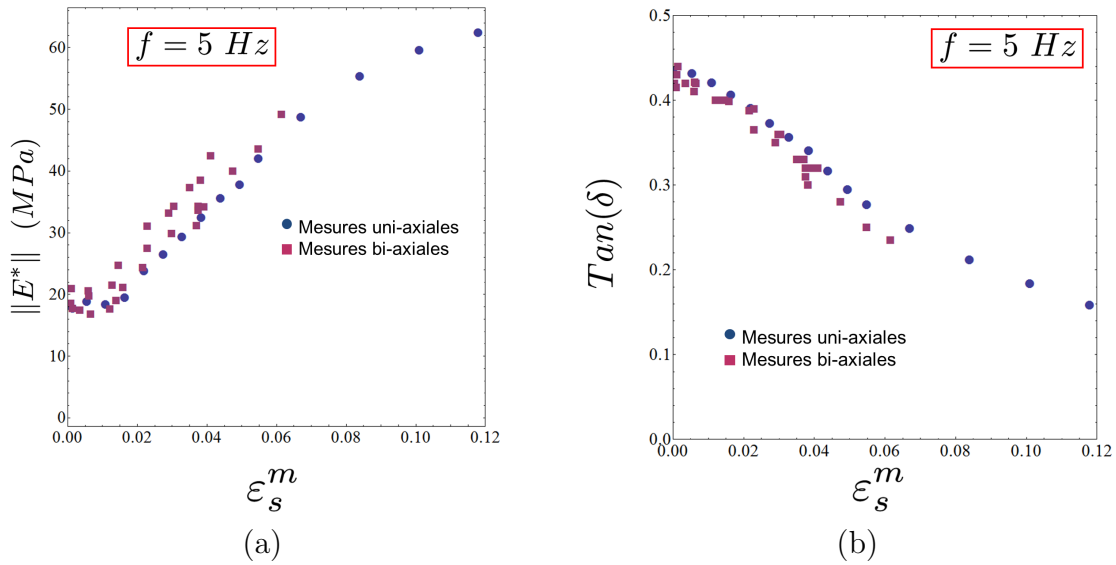 f = 5 Hz
‖E*‖ (MPa)
60
50
40
30
20
10
0
Mesures uni-axiales
Mesures bi-axiales
0.00 0.02 0.04 0.06 0.08 0.10 0.12
ε_s^m
(a)
f = 5 Hz
Tan(δ)
0.5
0.4
0.3
0.2
0.1
0.0
Mesures uni-axiales
Mesures bi-axiales
0.00 0.02 0.04 0.06 0.08 0.10 0.12
ε_s^m
(b)